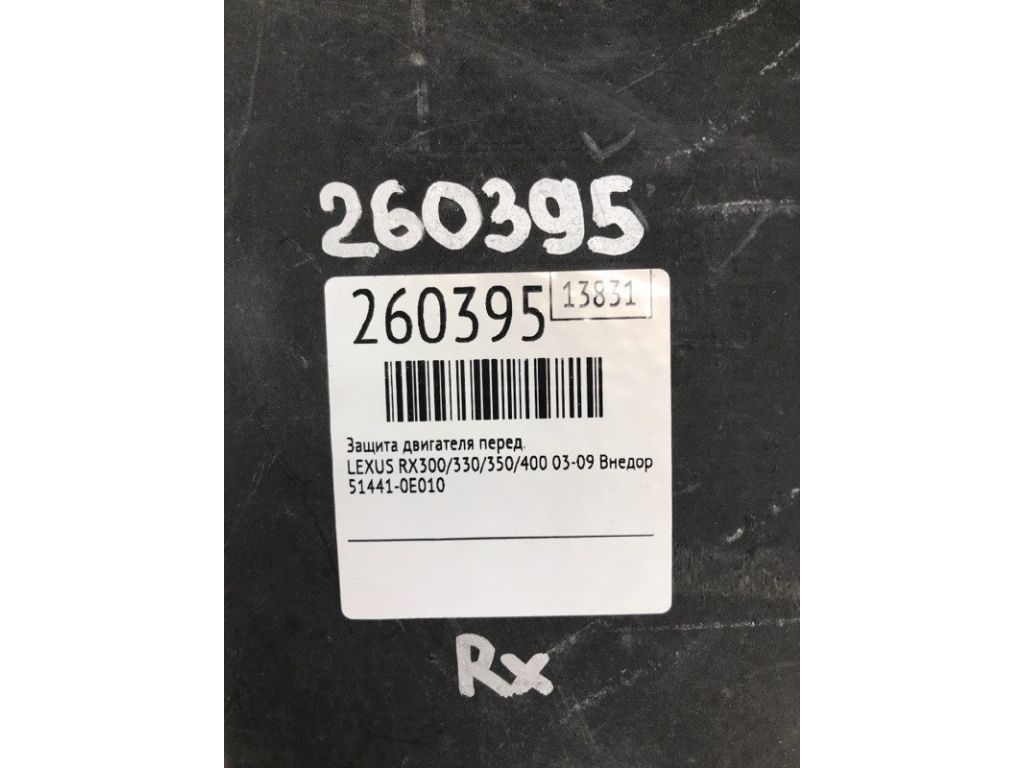 260395
260395
13831
Защита двигателя перед.
LEXUS RX300/330/350/400 03-09 Внедор
51441-0E010
Rx